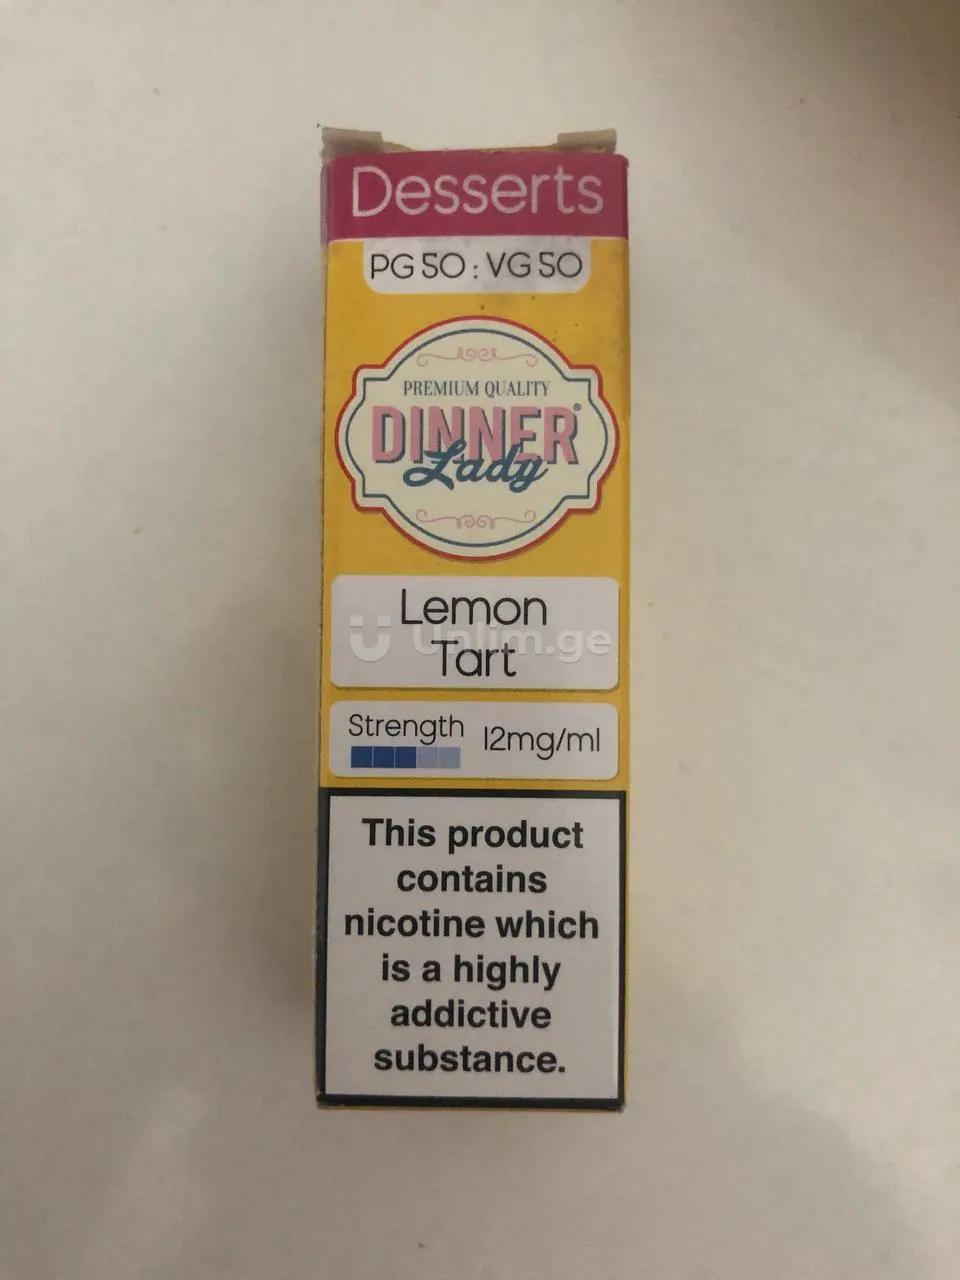 Desserts
PG 50 : VG 50
PREMIUM QUALITY
DINNER®
Lady
Lemon
Unlim.ge
Tart
Strength 12mg/ml
This product
contains
nicotine which
is a highly
addictive
substance.